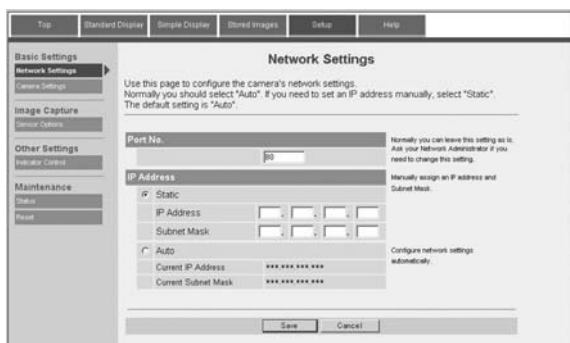 Top
Standard Display
Simple Display
Stored Images
Setup
Help
Basic Settings
Network Settings
Camera Settings
Image Capture
Sensor Options
Other Settings
Indicator Control
Maintenance
Status
Reset
Network Settings
Use this page to configure the camera's network settings.
Normally you should select "Auto". If you need to set an IP address manually, select "Static".
The default setting is "Auto".
Port No.
80
Normally you can leave this setting as is.
Ask your Network Administrator if you
need to change this setting.
IP Address
Manually assign an IP address and
Subnet Mask.
Static
IP Address . . .
Subnet Mask . . .
Auto
Configure network settings
automatically.
Current IP Address ***.***.***.***
Current Subnet Mask ***.***.***.***
Save
Cancel